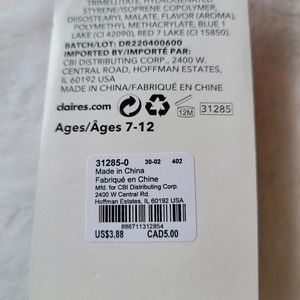 TRIMELLITATE, HYDROGENATED
STYRENE/ISOPRENE COPOLYMER,
DIISOSTEARYL MALATE, FLAVOR (AROMA),
POLYMETHYL METHACRYLATE, BLUE 1
LAKE (CI 42090), RED 7 LAKE (CI 15850).
BATCH/LOT: DR220400600
IMPORTED BY/IMPORTÉ PAR:
CBI DISTRIBUTING CORP., 2400 W.
CENTRAL ROAD, HOFFMAN ESTATES,
IL 60192 USA
MADE IN CHINA/FABRIQUÉ EN CHINE
claires.com
12M
31285
Ages/Âges 7-12
31285-0 30-02 402
Made in China
Fabriqué en Chine
Mfd. for CBI Distributing Corp.
2400 W Central Rd.
Hoffman Estates, IL 60192 USA
888711312854
US$3.88 CAD5.00